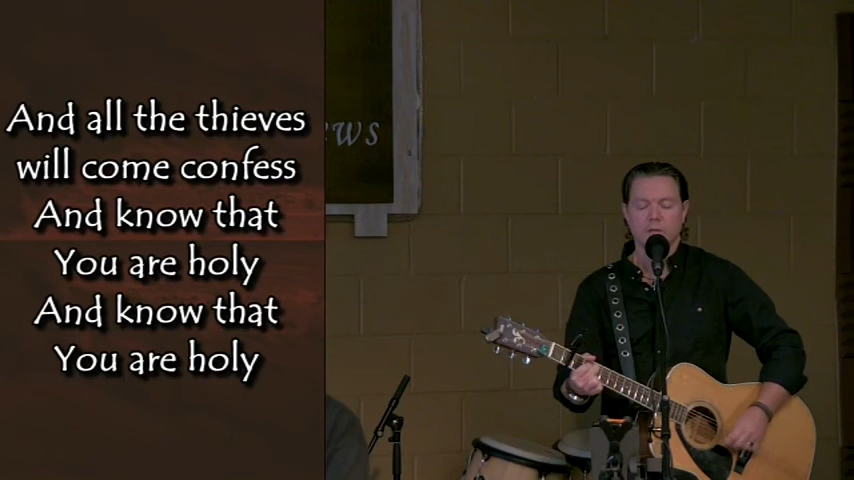 And all the thieves
will come confess
And know that
You are holy
And know that
You are holy